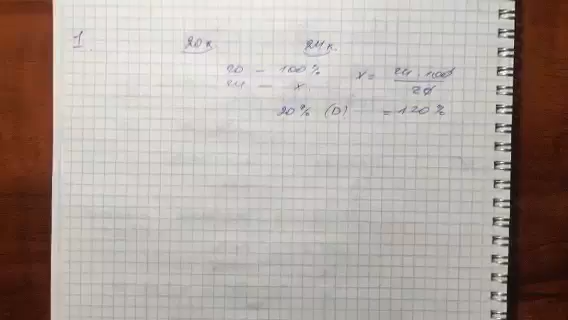 1. 20 к. 24 к.
20 – 100% x = 24 · 100 / 20
24 – x
20% (D) = 120%